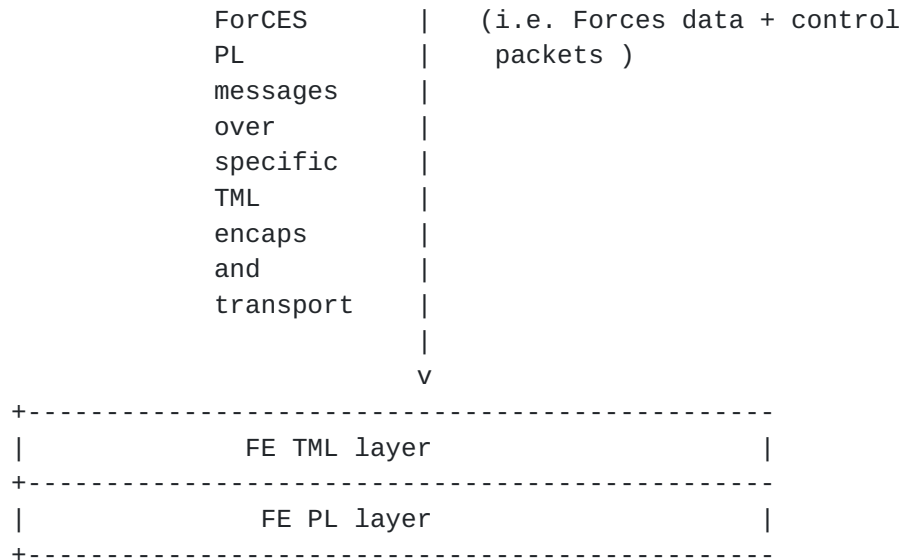 ForCES | (i.e. Forces data + control
PL | packets )
messages |
over |
specific |
TML |
encaps |
and |
transport |
|
v
+------------------------------------------------
| FE TML layer |
+------------------------------------------------
| FE PL layer |
+------------------------------------------------